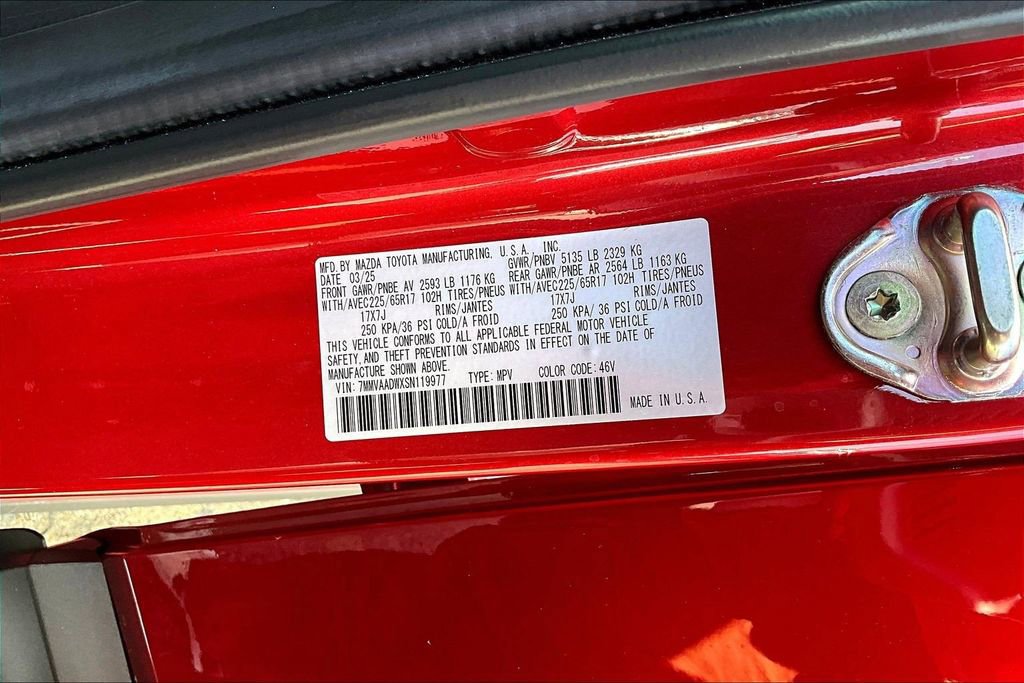 MFD. BY MAZDA TOYOTA MANUFACTURING, U.S.A., INC.
DATE 03/25 GVWR/PNBV 5135 LB 2329 KG
FRONT GAWR/PNBE AV 2593 LB 1176 KG REAR GAWR/PNBE AR 2564 LB 1163 KG
WITH/AVEC225/65R17 102H TIRES/PNEUS WITH/AVEC225/65R17 102H TIRES/PNEUS
17X7J RIMS/JANTES 17X7J RIMS/JANTES
250 KPA/36 PSI COLD/A FROID 250 KPA/ 36 PSI COLD/A FROID
THIS VEHICLE CONFORMS TO ALL APPLICABLE FEDERAL MOTOR VEHICLE
SAFETY, AND THEFT PREVENTION STANDARDS IN EFFECT ON THE DATE OF
MANUFACTURE SHOWN ABOVE.
VIN: 7MMVAADWXSN119977 TYPE: MPV COLOR CODE: 46V
MADE IN U.S.A.